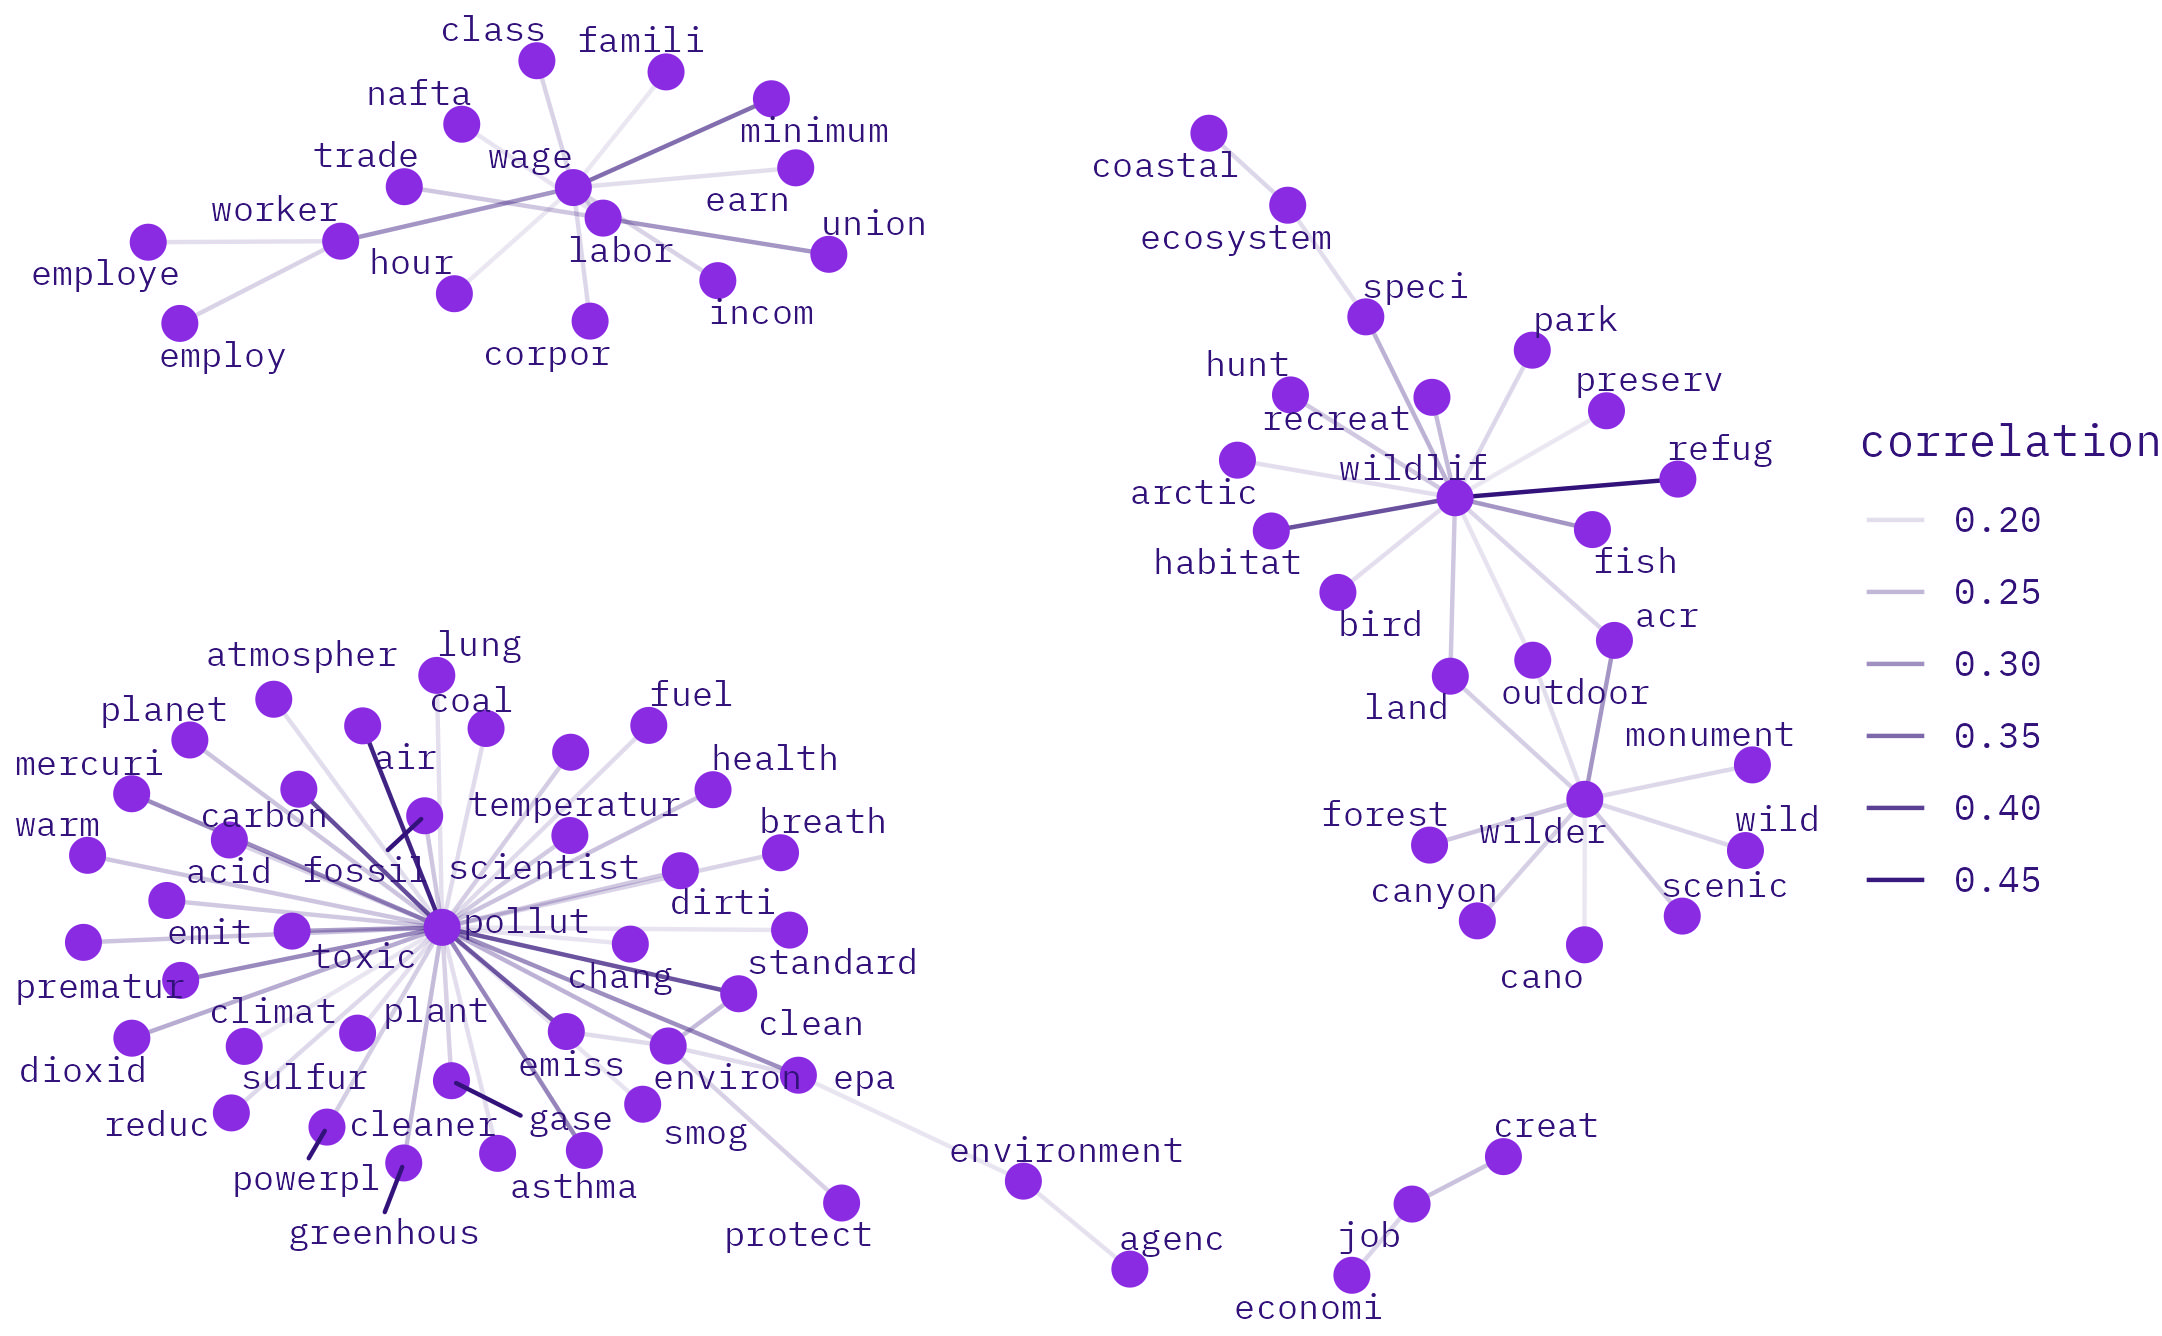 class
famili
nafta
minimum
trade
wage
earn
worker
union
hour
labor
employe
incom
corpor
employ
coastal
ecosystem
speci
park
hunt
preserv
recreat
refug
wildlif
arctic
habitat
fish
bird
acr
land
outdoor
monument
forest
wilder
wild
canyon
scenic
cano
correlation
0.20
0.25
0.30
0.35
0.40
0.45
lung
atmospher
coal
fuel
planet
air
health
mercuri
carbon
temperatur
warm
breath
acid
fossil
scientist
dirti
emit
pollut
toxic
chang
standard
prematur
climat
plant
clean
dioxid
sulfur
emiss
environ
epa
reduc
cleaner
gase
smog
powerpl
asthma
greenhous
protect
environment
agenc
creat
job
economi